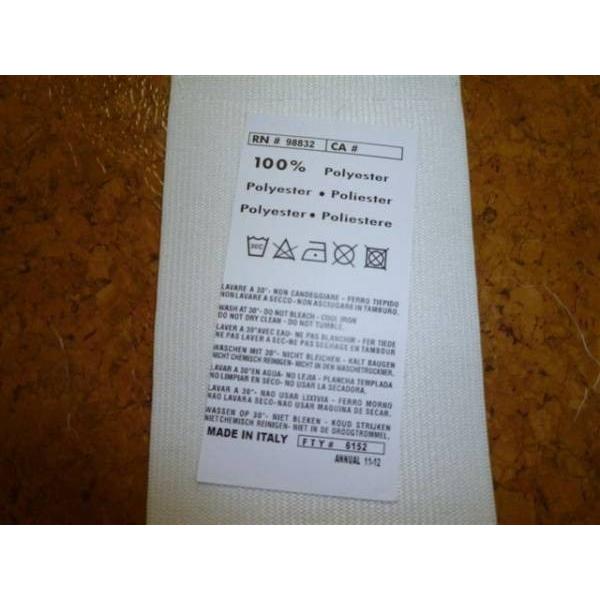 RN # 98832 CA #
100% Polyester
Polyester • Poliester
Polyester • Poliestere
30C
LAVARE A 30°- NON CANDEGGIARE - FERRO TIEPIDO
NON LAVARE A SECCO-NON ASCIUGARE IN TAMBURO.
WASH AT 30°- DO NOT BLEACH - COOL IRON
DO NOT DRY CLEAN - DO NOT TUMBLE.
LAVER A 30°AVEC EAU- NE PAS BLANCHIR - FER TIEDE
NE PAS LAVER A SEC-NE PAS SECHAGE EN TAMBOUR
WASCHEN MIT 30°- NICHT BLEICHEN - KALT BAUGEN
NICHT CHEMISCH REINIGEN- NICHT IN DEN WASCHETROCKNER.
LAVAR A 30°EN AGUA- NO LEJIA - PLANCHA TEMPLADA
NO LIMPIAR EN SECO- NO USAR LA SECADORA.
LAVAR A 30°- NAO USAR LIXIVIA - FERRO MORNO
NAO LAVARA SECO-NAO USAR MAQUINA DE SECAR.
WASSEN OP 30°- NIET BLEKEN - KOUD STRIJKEN
NIETCHEMISCH REINIGEN- NIET IN DE DROOGTROMMEL,
MADE IN ITALY FTY# 6152
ANNUAL 11-12